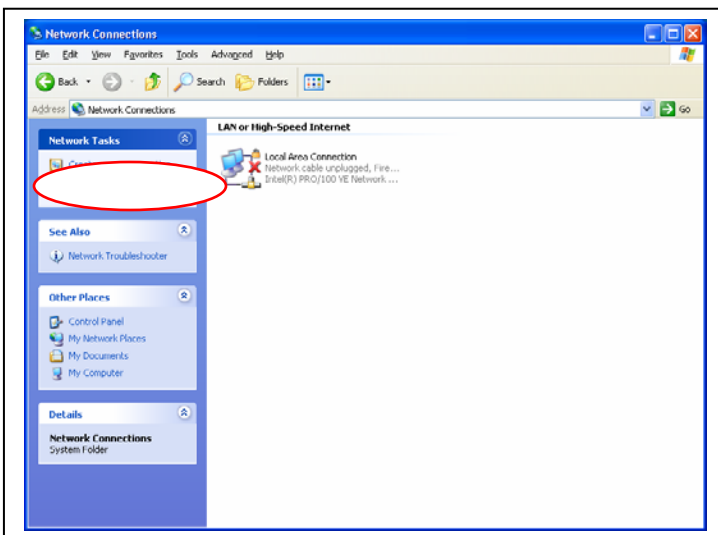 Network Connections
File Edit View Favorites Tools Advanced Help
Back Search Folders
Address Network Connections Go
Network Tasks
LAN or High-Speed Internet
Local Area Connection
Network cable unplugged, Fire...
Intel(R) PRO/100 VE Network ...
See Also
Network Troubleshooter
Other Places
Control Panel
My Network Places
My Documents
My Computer
Details
Network Connections
System Folder